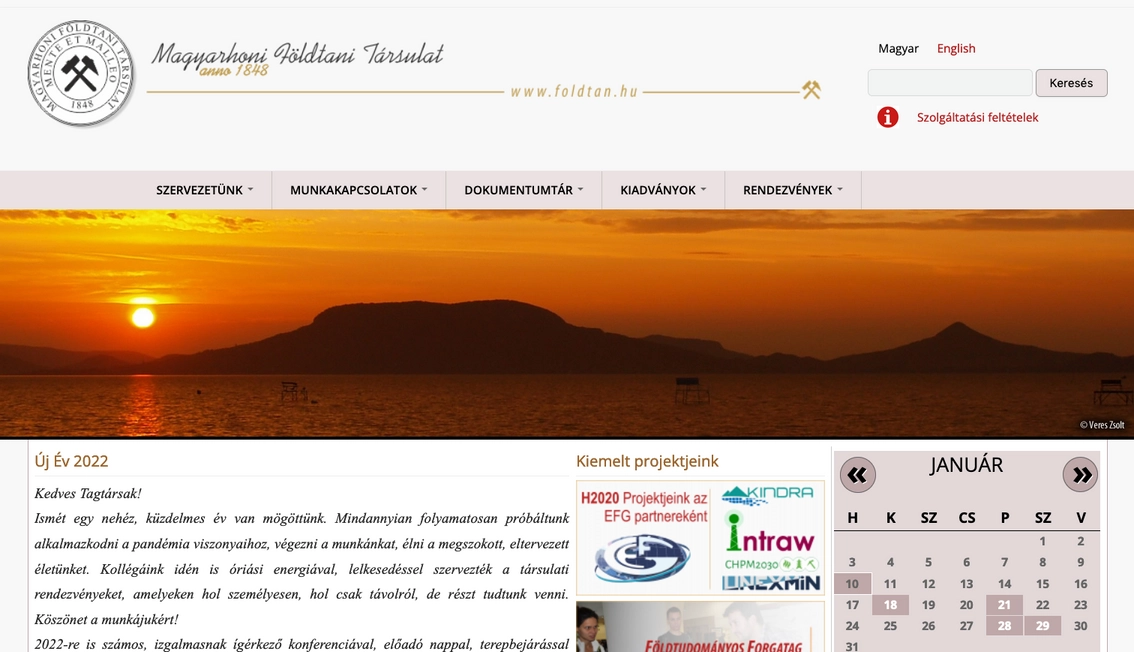 MAGYARHONI FÖLDTANI TÁRSULAT
MENTE ET MALLEO
1848
Magyarhoni Földtani Társulat
anno 1848
www.foldtan.hu
Magyar English
Keresés
Szolgáltatási feltételek
SZERVEZETÜNK MUNKAKAPCSOLATOK DOKUMENTUMTÁR KIADVÁNYOK RENDEZVÉNYEK
© Veres Zsolt
Új Év 2022
Kedves Tagtársak!
Ismét egy nehéz, küzdelmes év van mögöttünk. Mindannyian folyamatosan próbáltunk
alkalmazkodni a pandémia viszonyaihoz, végezni a munkánkat, élni a megszokott, eltervezett
életünket. Kollégáink idén is óriási energiával, lelkesedéssel szervezték a társulati
rendezvényeket, amelyeken hol személyesen, hol csak távolról, de részt tudtunk venni.
Köszönet a munkájukért!
2022-re is számos, izgalmasnak ígérkező konferenciával, előadó nappal, terepbejárással
Kiemelt projektjeink
H2020 Projektjeink az
EFG partnereként
KINDRA
intraw
CHPM2030
UNEXMIN
FÖLDTUDOMÁNYOS FORGATAG
« JANUÁR »
H K SZ CS P SZ V
1 2
3 4 5 6 7 8 9
10 11 12 13 14 15 16
17 18 19 20 21 22 23
24 25 26 27 28 29 30
31